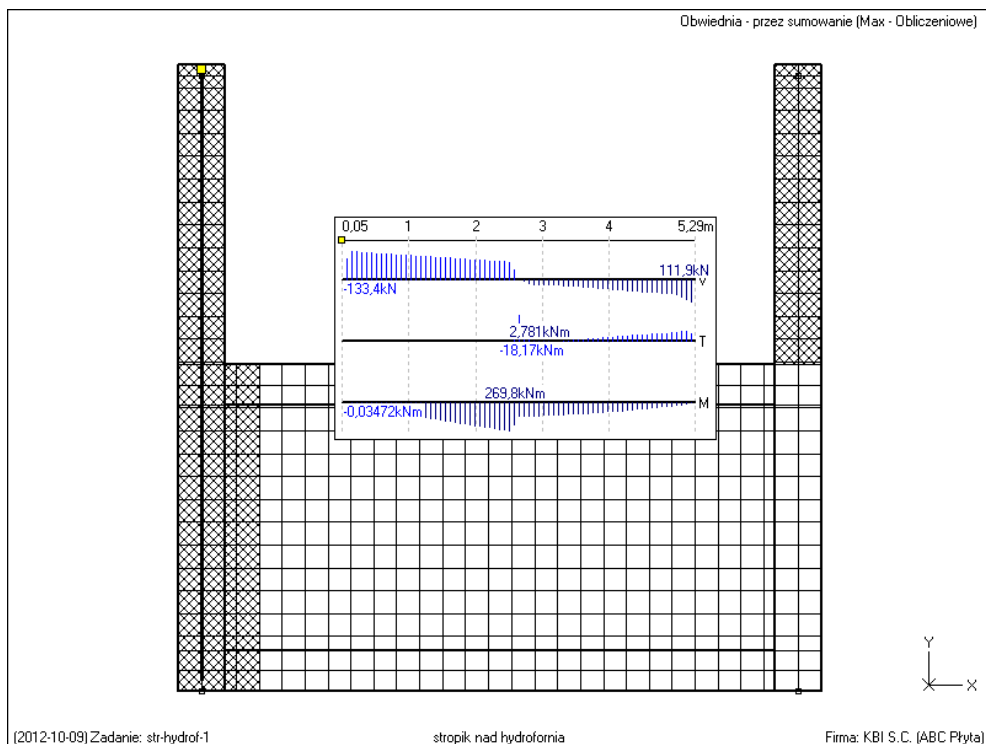 Obwiednia - przez sumowanie (Max - Obliczeniowe)
0,05 1 2 3 4 5,29m
111,9kN
V
-133,4kN
2,781kNm
T
-18,17kNm
269,8kNm
M
-0,03472kNm
Y
X
(2012-10-09) Zadanie: str-hydrof-1 stropik nad hydrofornia Firma: KBI S.C. (ABC Płyta)